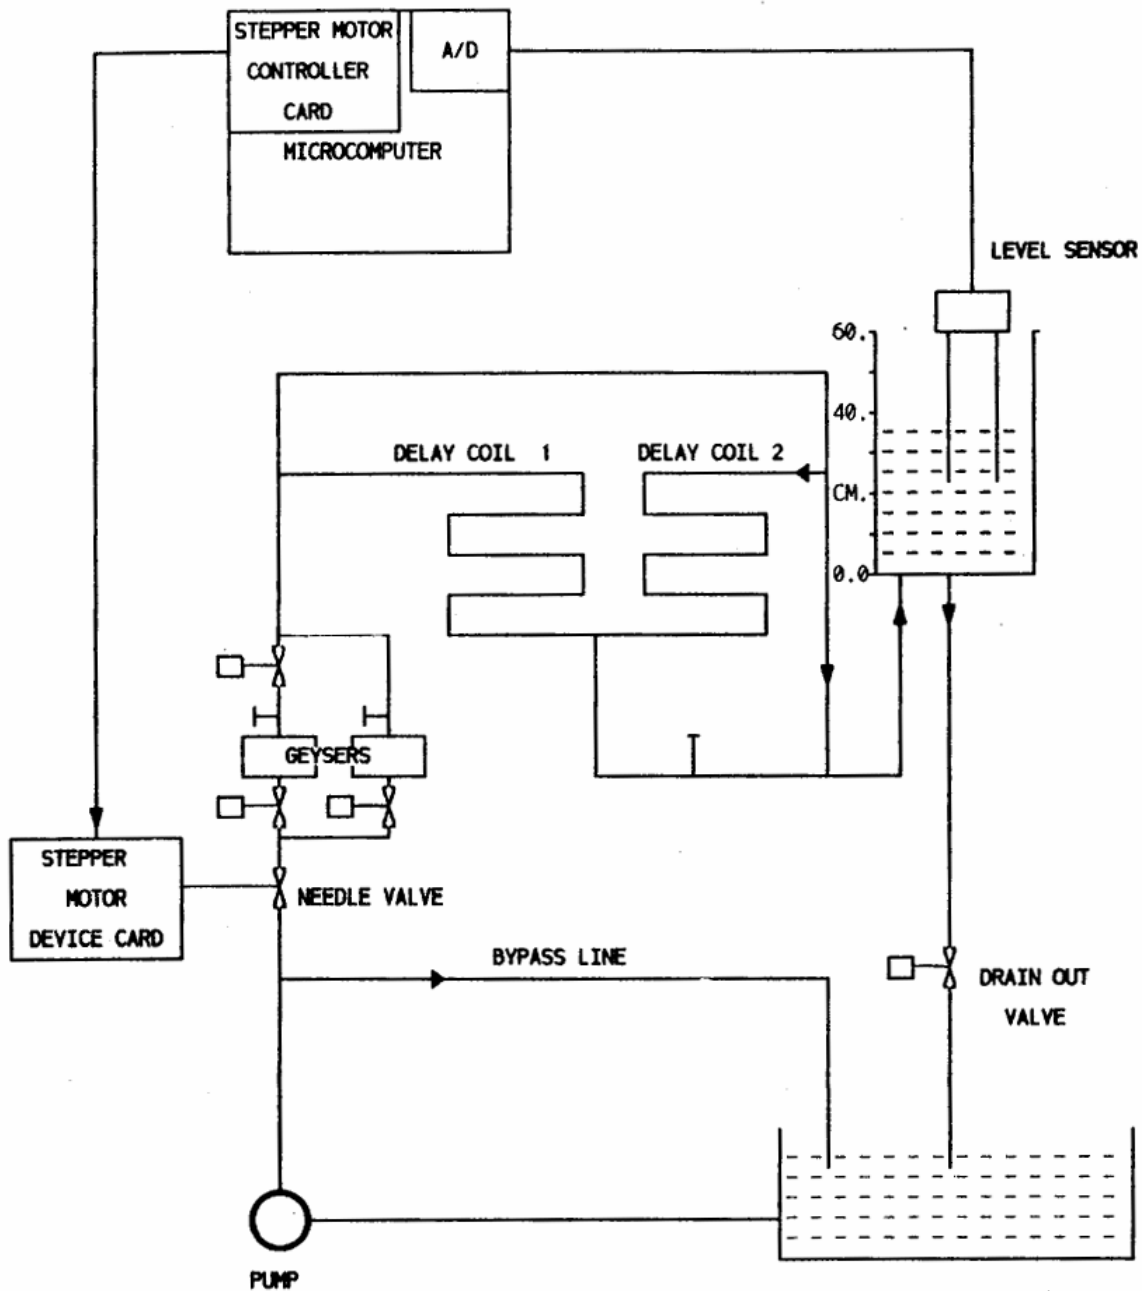 STEPPER MOTOR
CONTROLLER
CARD
A/D
MICROCOMPUTER
LEVEL SENSOR
60.
40.
CM.
0.0
DELAY COIL 1
DELAY COIL 2
GEYSERS
STEPPER
MOTOR
DEVICE CARD
NEEDLE VALVE
BYPASS LINE
DRAIN OUT
VALVE
PUMP